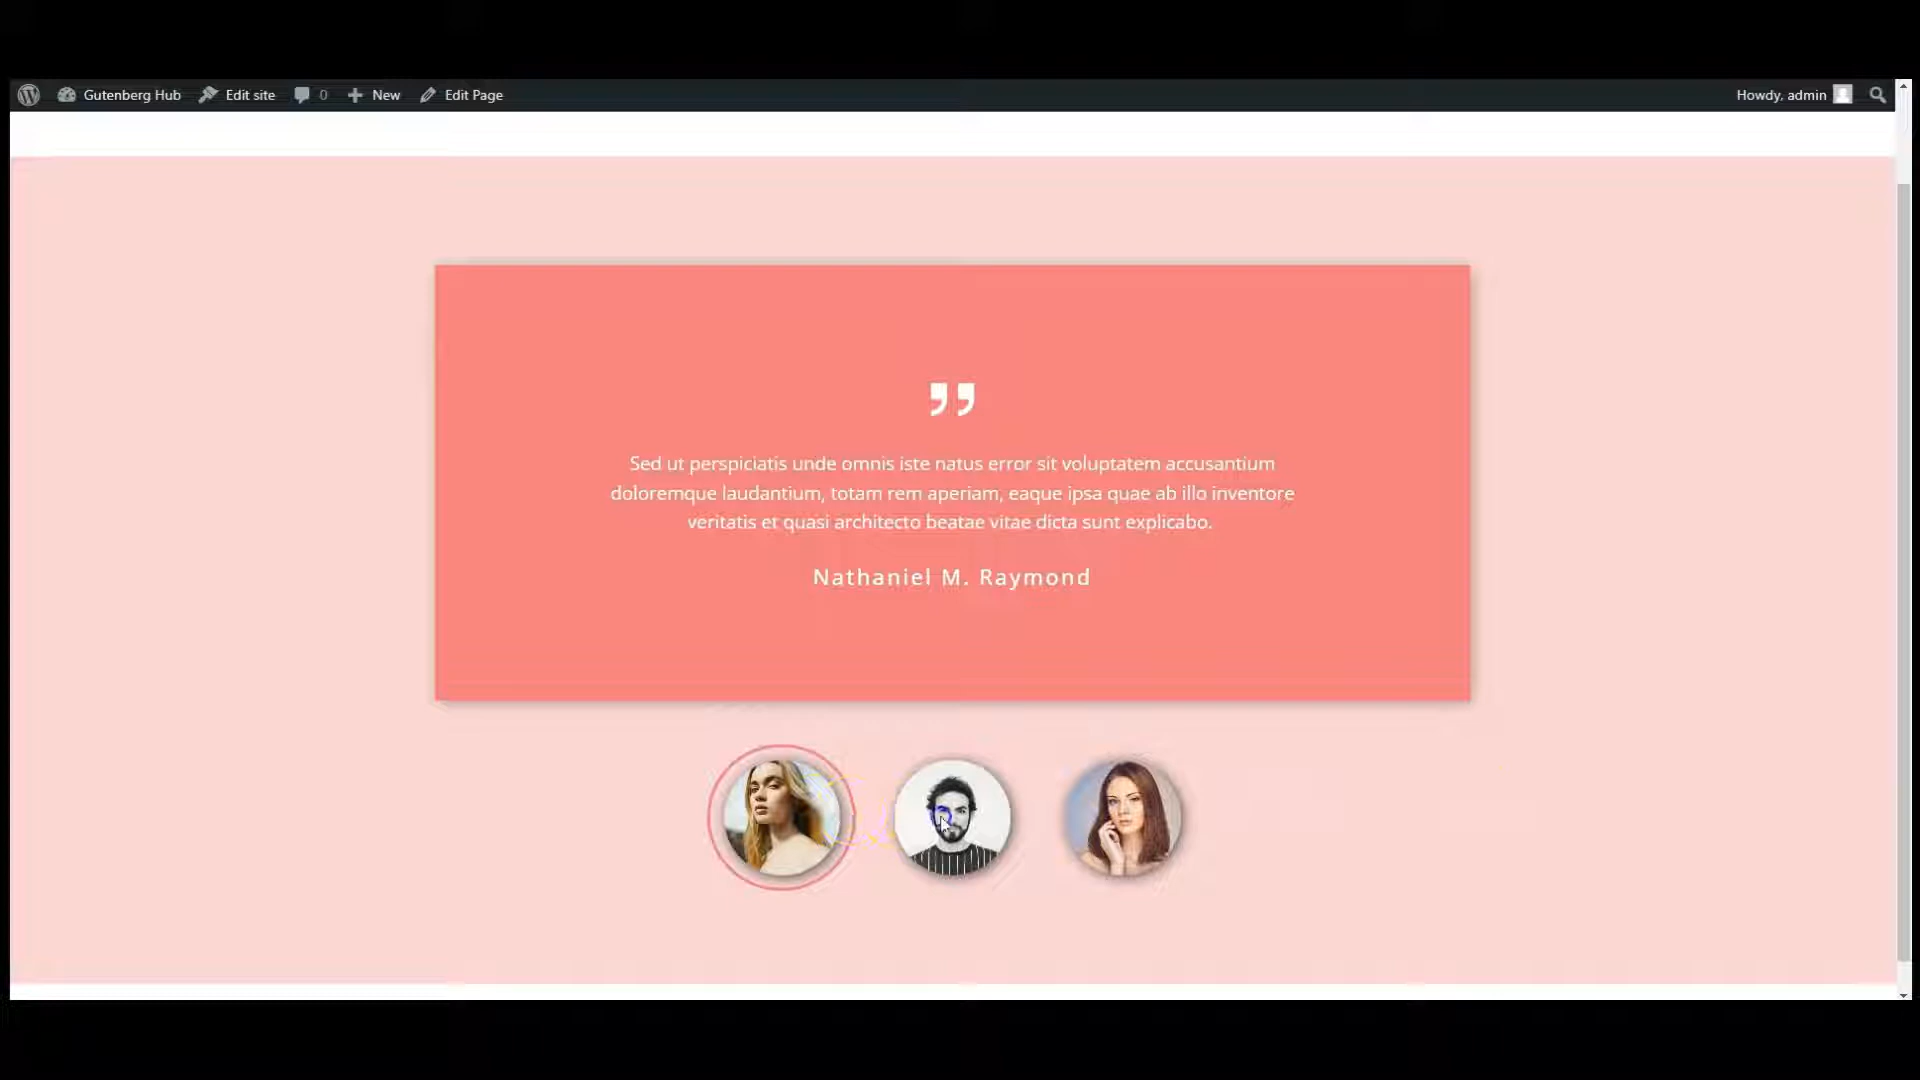 Gutenberg Hub Edit site 0 New Edit Page Howdy, admin
Sed ut perspiciatis unde omnis iste natus error sit voluptatem accusantium
doloremque laudantium, totam rem aperiam, eaque ipsa quae ab illo inventore
veritatis et quasi architecto beatae vitae dicta sunt explicabo.
Nathaniel M. Raymond